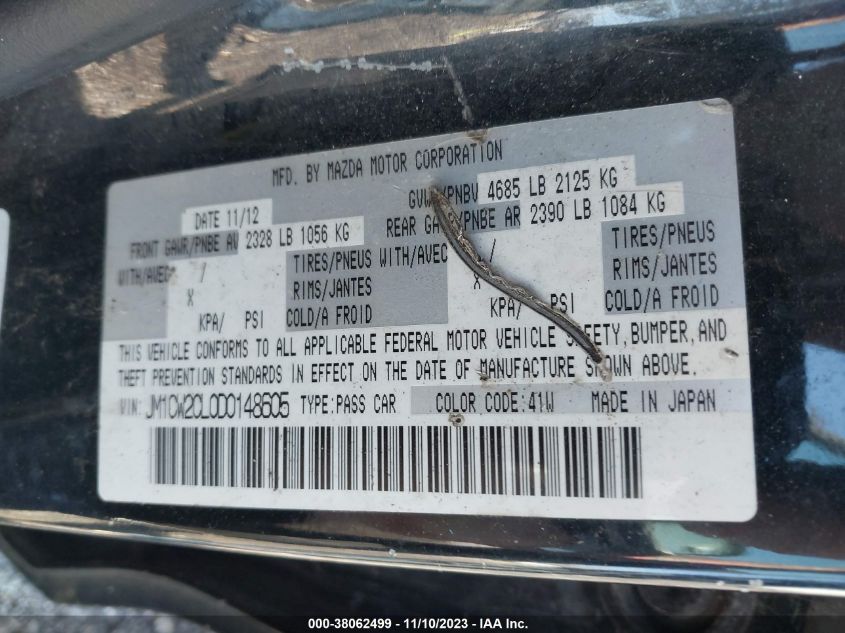 MFD. BY MAZDA MOTOR CORPORATION
DATE 11/12
GVWR/PNBV 4685 LB 2125 KG
FRONT GAWR/PNBE AV 2328 LB 1056 KG
REAR GAWR/PNBE AR 2390 LB 1084 KG
WITH/AVEC / TIRES/PNEUS WITH/AVEC / TIRES/PNEUS
X RIMS/JANTES X RIMS/JANTES
KPA/ PSI COLD/A FROID KPA/ PSI COLD/A FROID
THIS VEHICLE CONFORMS TO ALL APPLICABLE FEDERAL MOTOR VEHICLE SAFETY, BUMPER, AND
THEFT PREVENTION STANDARDS IN EFFECT ON THE DATE OF MANUFACTURE SHOWN ABOVE.
VIN: JM1CW2CL0D0148605 TYPE:PASS CAR COLOR CODE:41W MADE IN JAPAN
000-38062499 - 11/10/2023 - © IAA Inc.